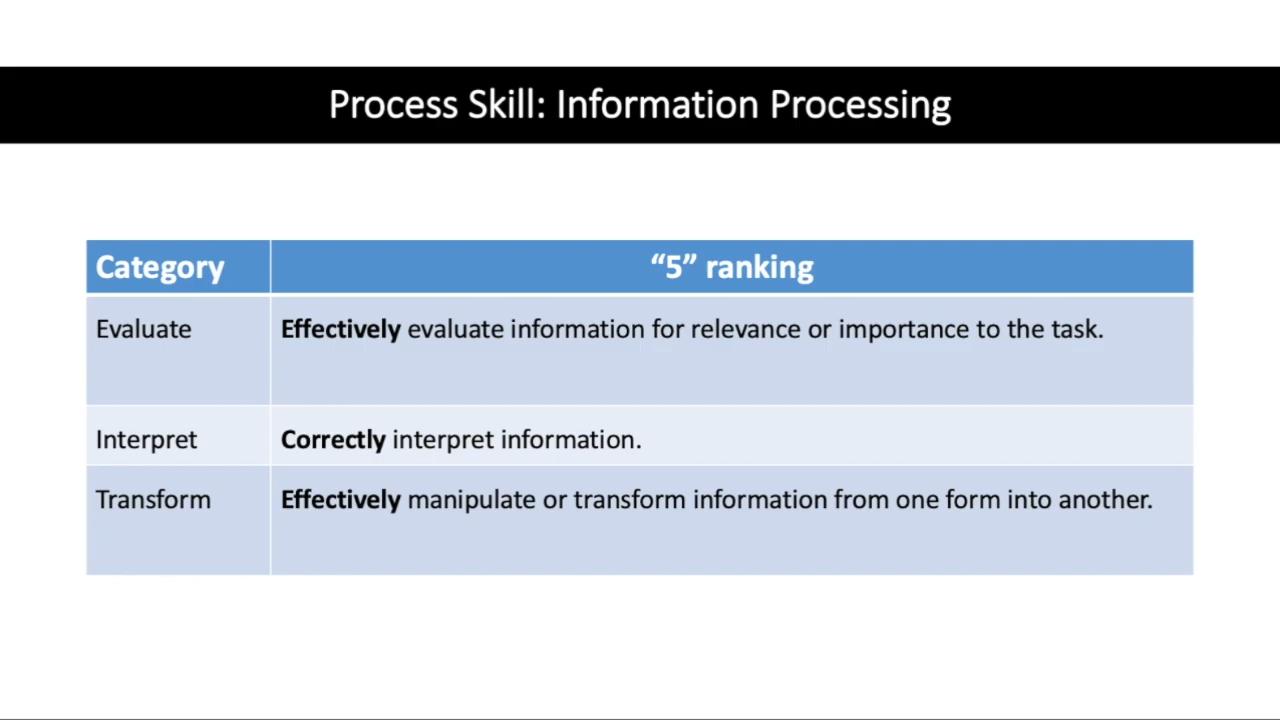 Process Skill: Information Processing
Category “5” ranking
Evaluate Effectively evaluate information for relevance or importance to the task.
Interpret Correctly interpret information.
Transform Effectively manipulate or transform information from one form into another.